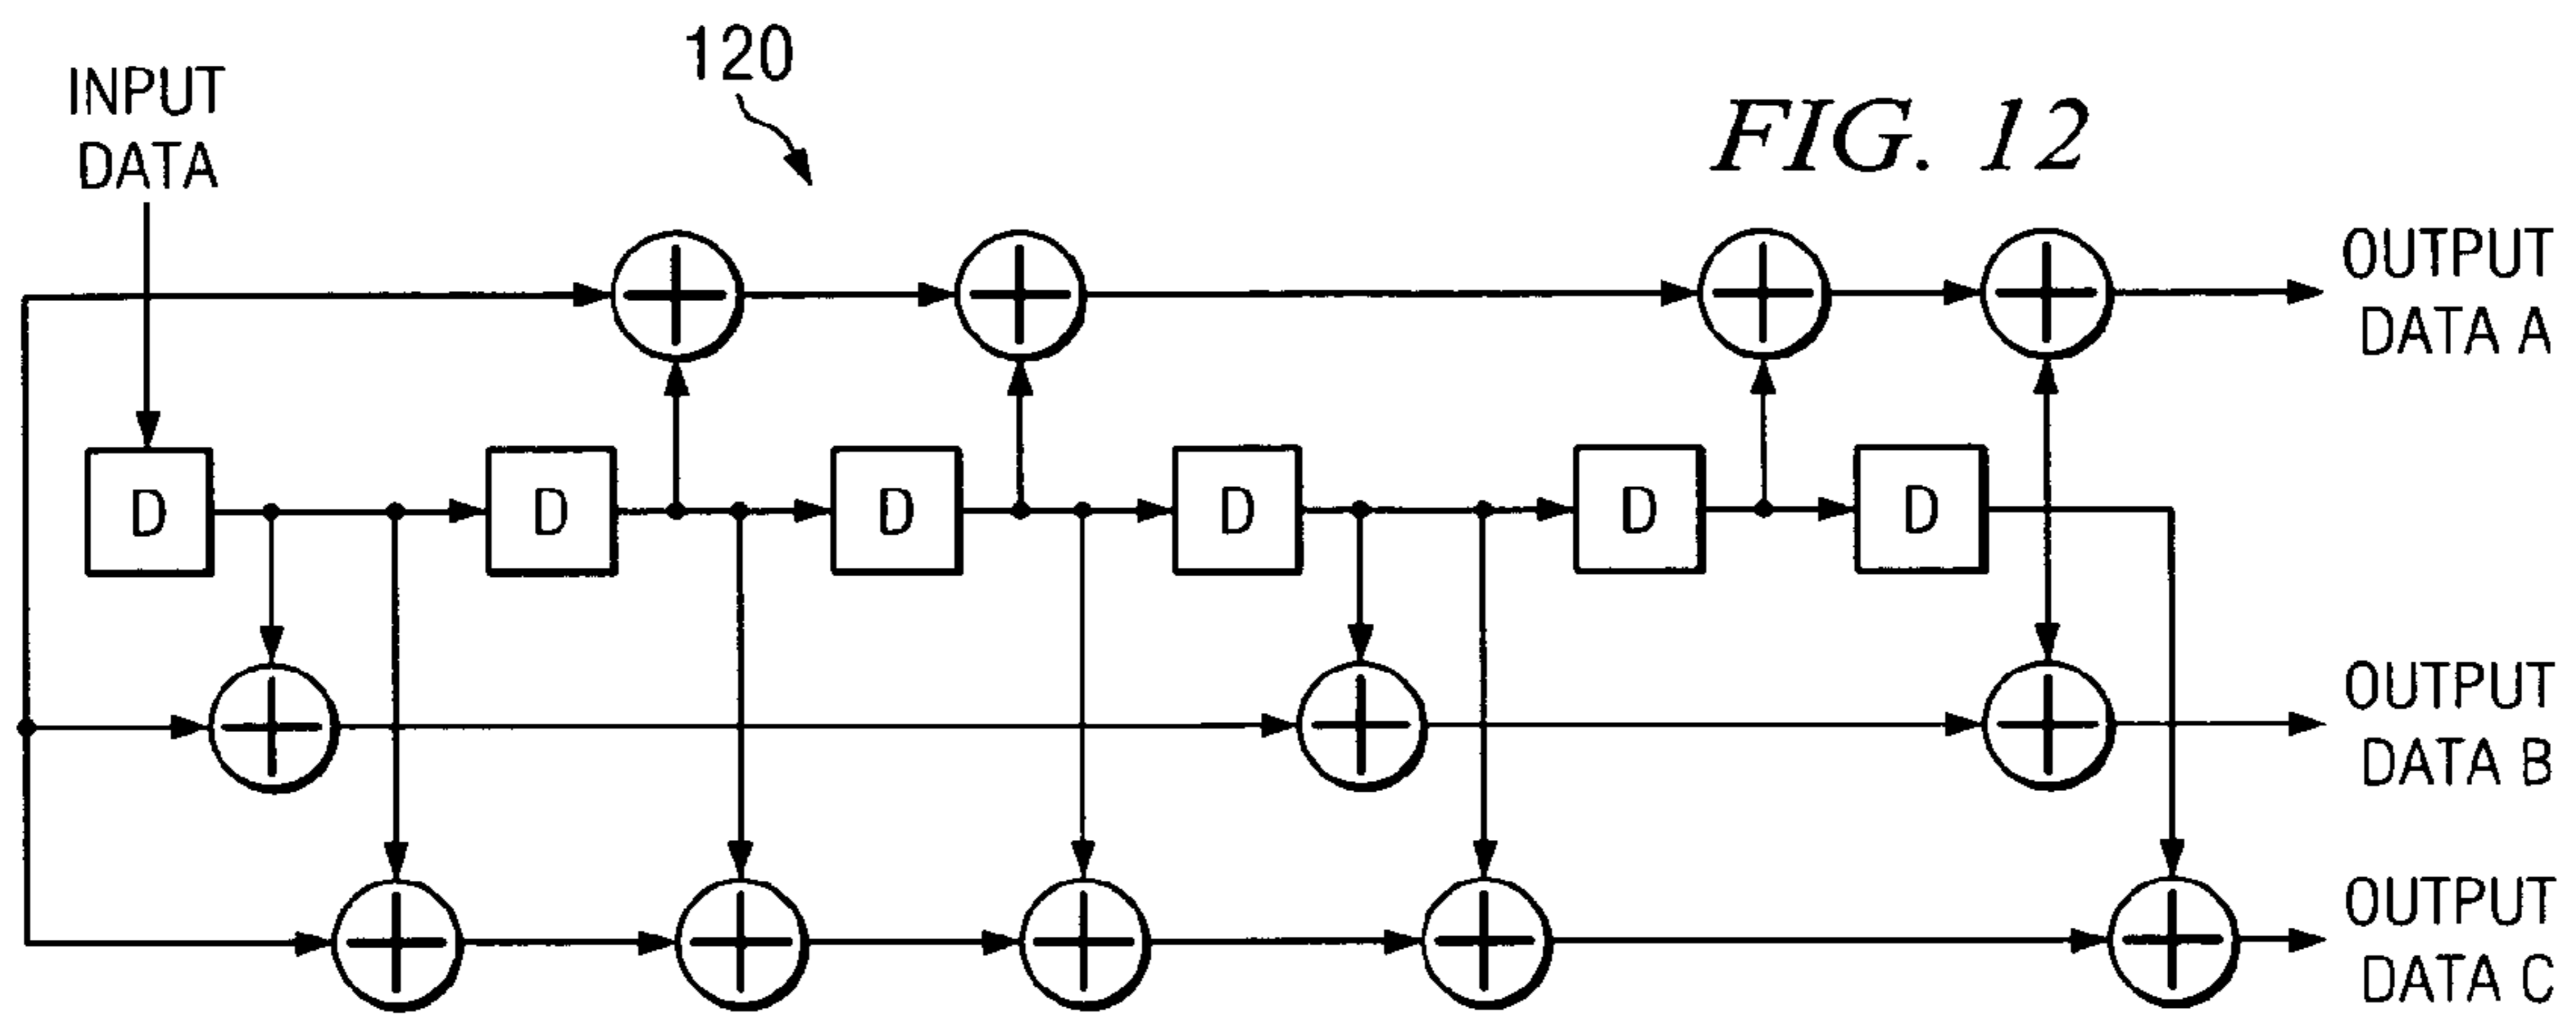 120
INPUT
DATA
FIG. 12
OUTPUT
DATA A
D
D
D
D
D
D
OUTPUT
DATA B
OUTPUT
DATA C